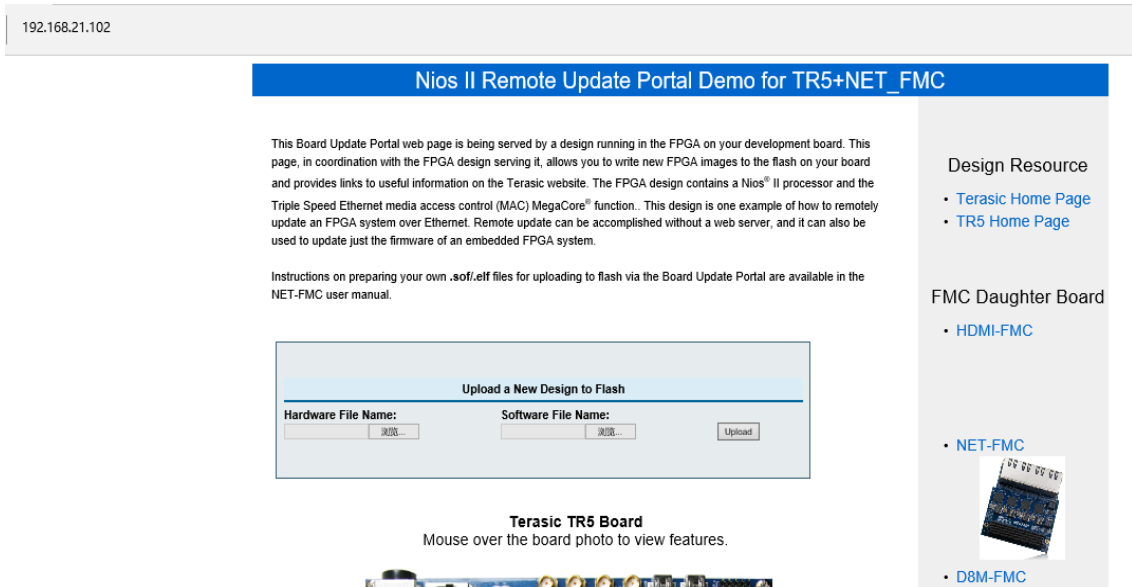 192.168.21.102
Nios II Remote Update Portal Demo for TR5+NET_FMC
This Board Update Portal web page is being served by a design running in the FPGA on your development board. This
page, in coordination with the FPGA design serving it, allows you to write new FPGA images to the flash on your board
and provides links to useful information on the Terasic website. The FPGA design contains a Nios® II processor and the
Triple Speed Ethernet media access control (MAC) MegaCore® function.. This design is one example of how to remotely
update an FPGA system over Ethernet. Remote update can be accomplished without a web server, and it can also be
used to update just the firmware of an embedded FPGA system.
Instructions on preparing your own .sof/.elf files for uploading to flash via the Board Update Portal are available in the
NET-FMC user manual.
Upload a New Design to Flash
Hardware File Name: Software File Name:
浏览... 浏览... Upload
Terasic TR5 Board
Mouse over the board photo to view features.
Design Resource
• Terasic Home Page
• TR5 Home Page
FMC Daughter Board
• HDMI-FMC
• NET-FMC
• D8M-FMC